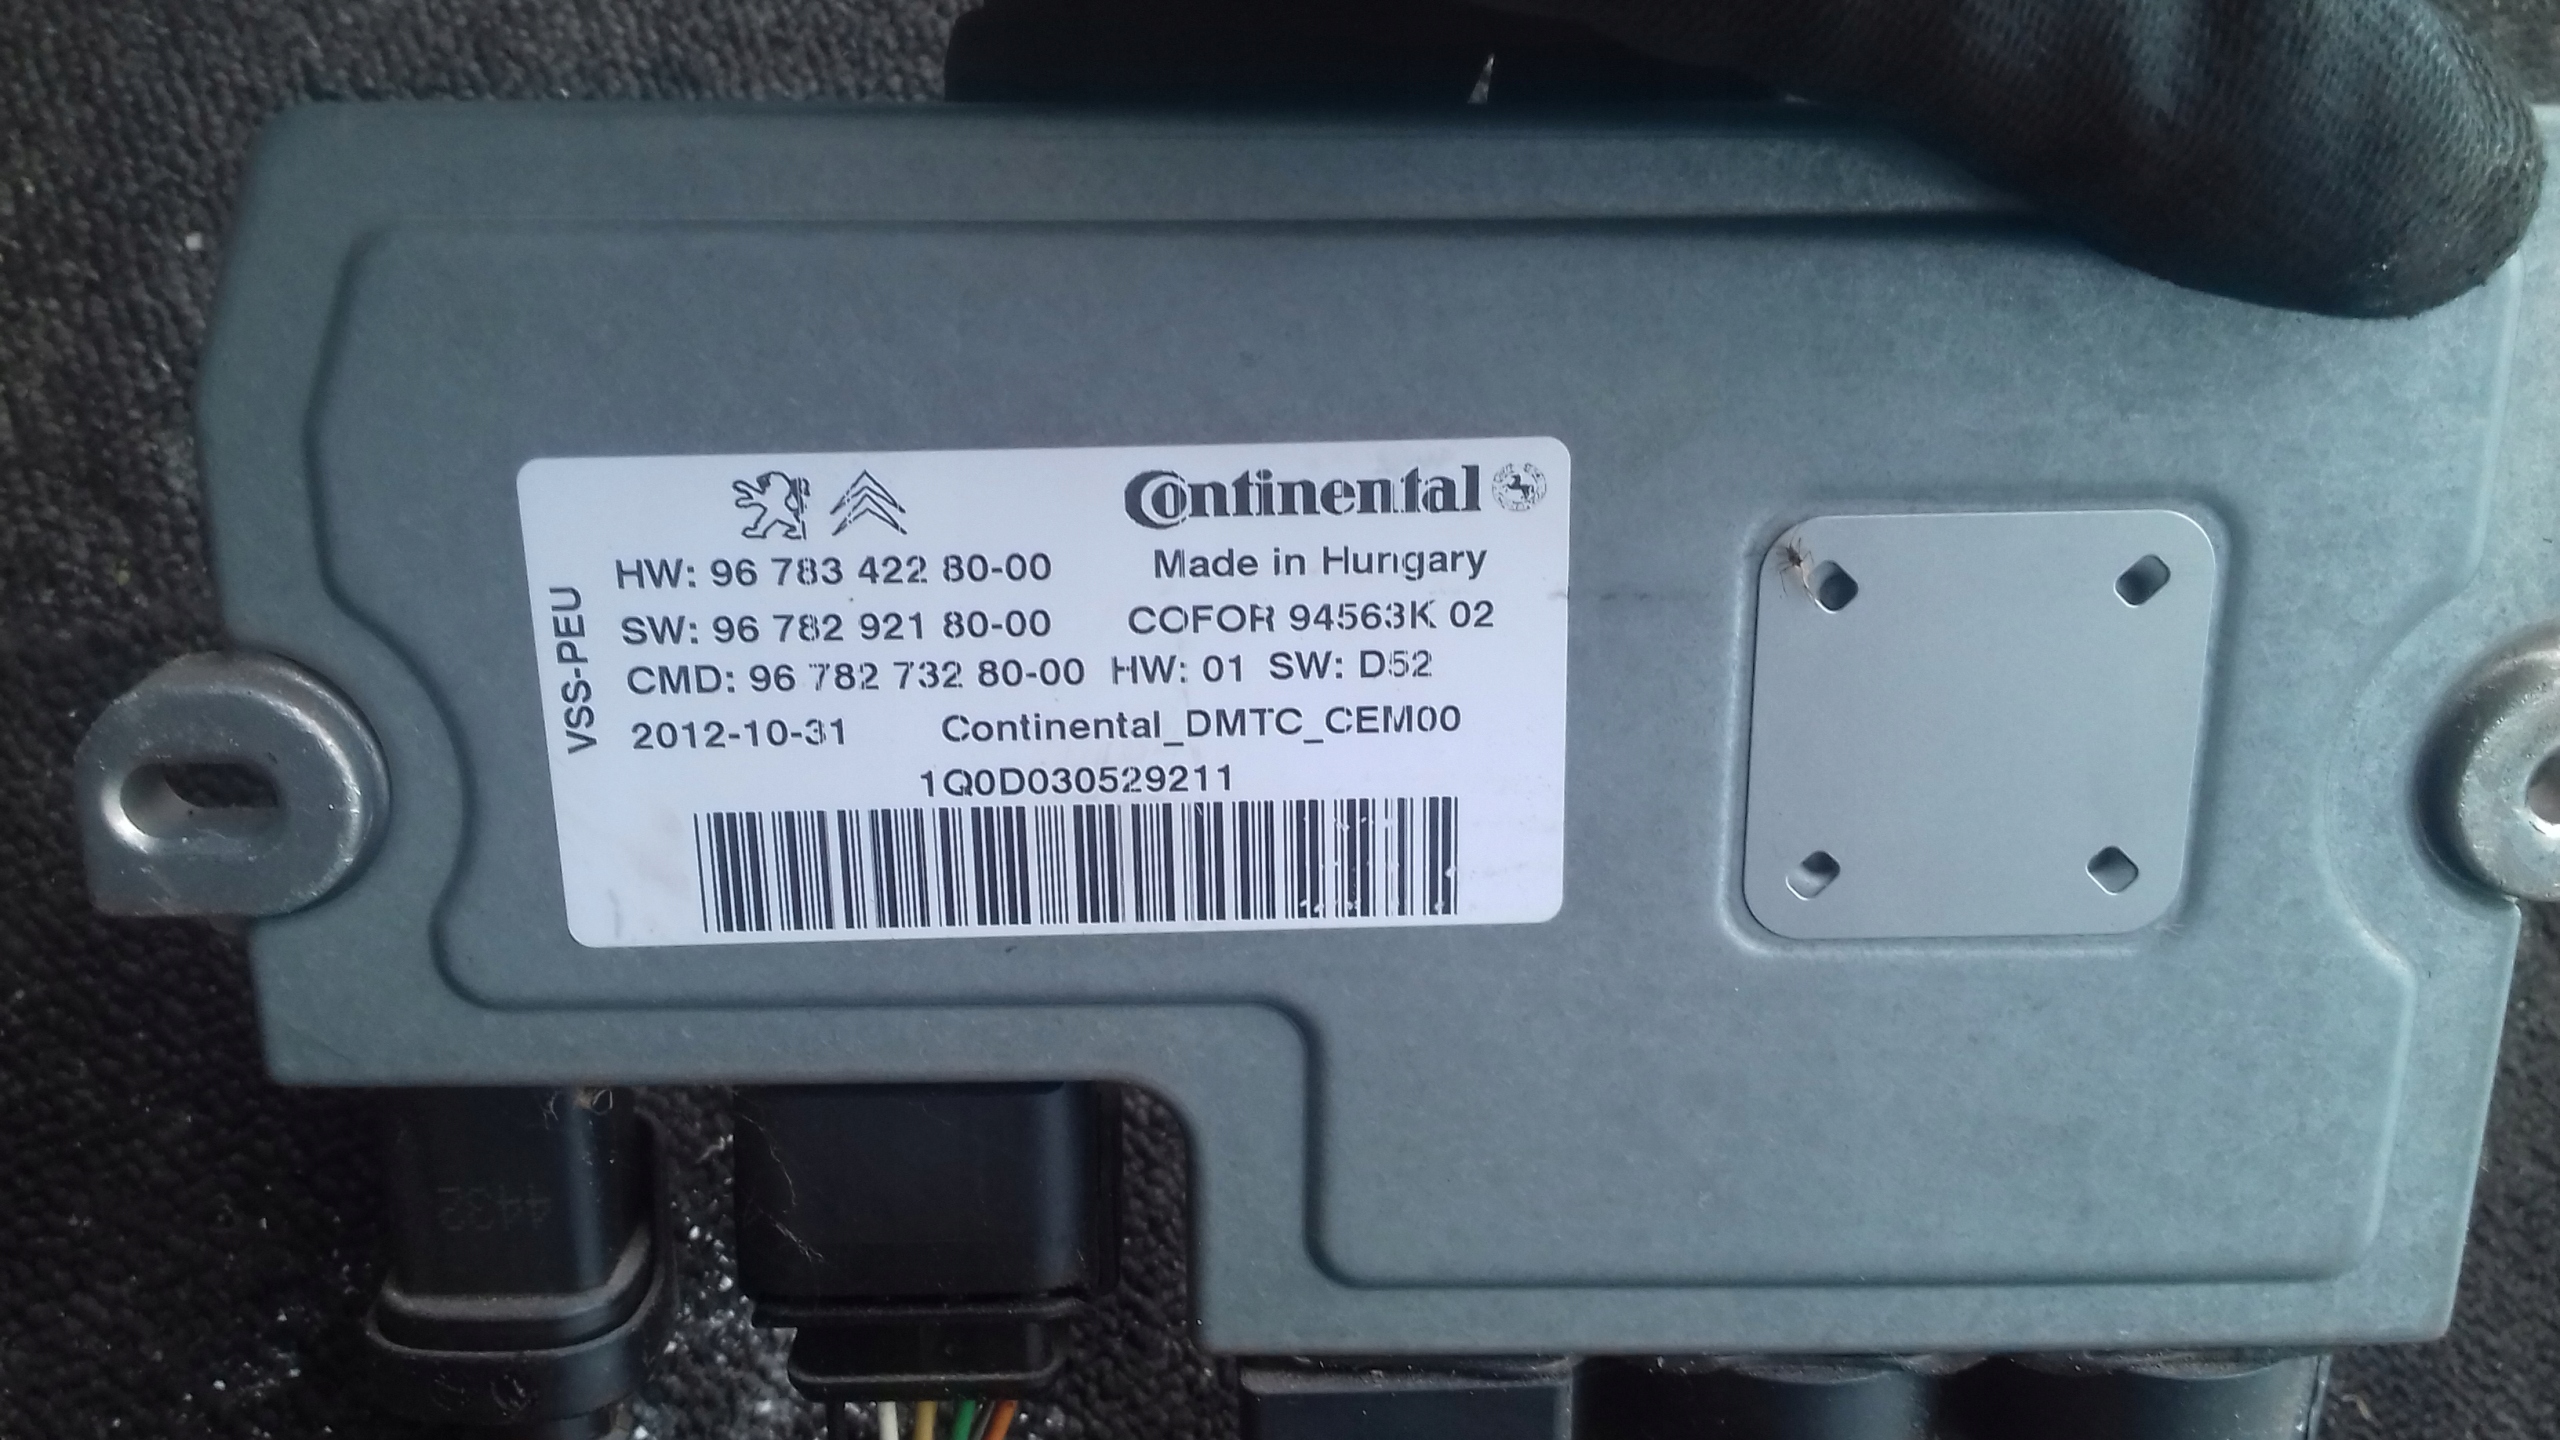 Continental
HW: 96 783 422 80-00 Made in Hungary
SW: 96 782 921 80-00 COFOR 94563K 02
CMD: 96 782 732 80-00 HW: 01 SW: D52
2012-10-31 Continental_DMTC_CEM00
1Q0D030529211
VSS-PEU